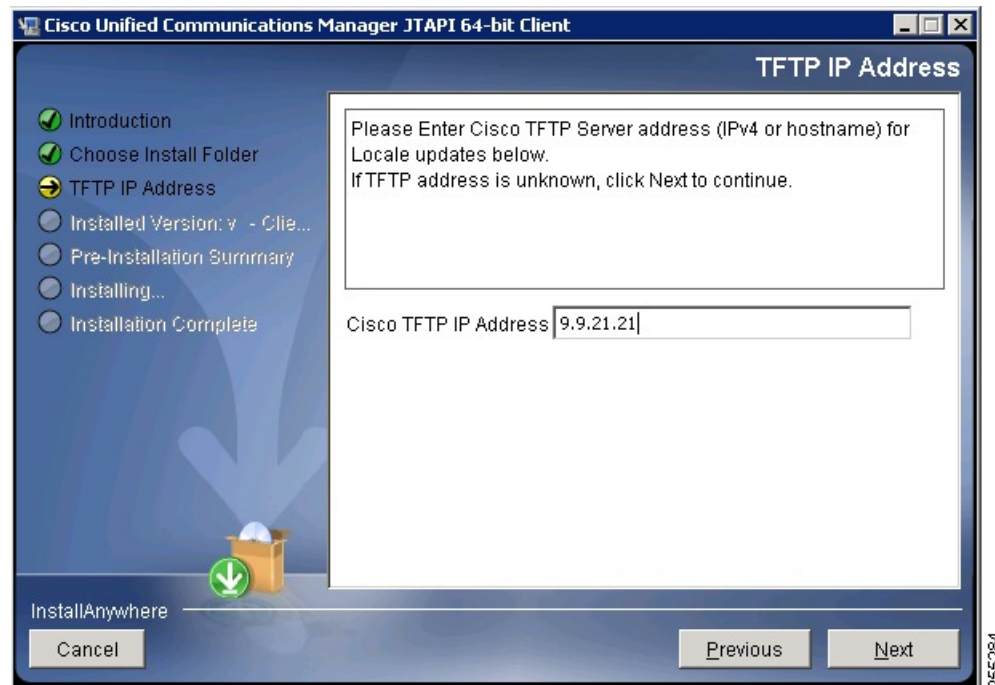 Cisco Unified Communications Manager JTAPI 64-bit Client
TFTP IP Address
Introduction
Choose Install Folder
TFTP IP Address
Installed Version: v - Clie...
Pre-Installation Summary
Installing...
Installation Complete
Please Enter Cisco TFTP Server address (IPv4 or hostname) for
Locale updates below.
If TFTP address is unknown, click Next to continue.
Cisco TFTP IP Address 9.9.21.21
InstallAnywhere
Cancel
Previous
Next